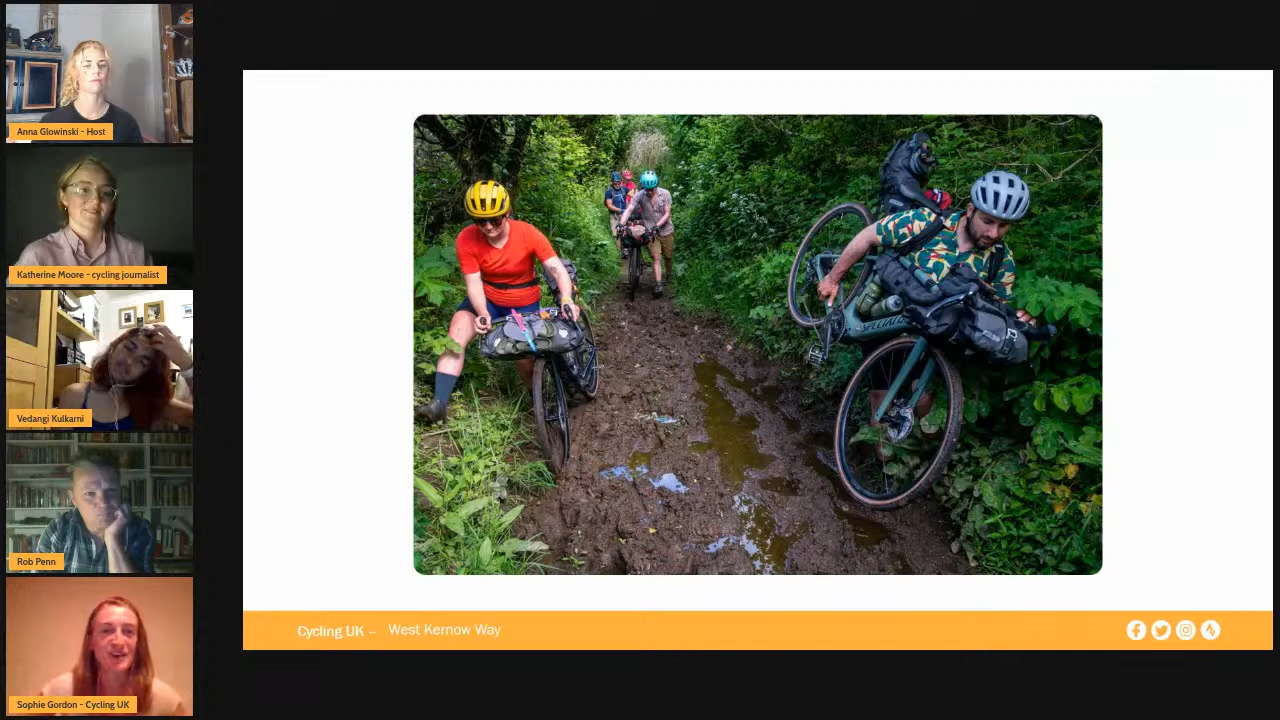 Anna Glowinski - Host
Katherine Moore - cycling journalist
Vedangi Kulkarni
Rob Penn
Sophie Gordon - Cycling UK
SPECIALIZED
Cycling UK – West Kernow Way